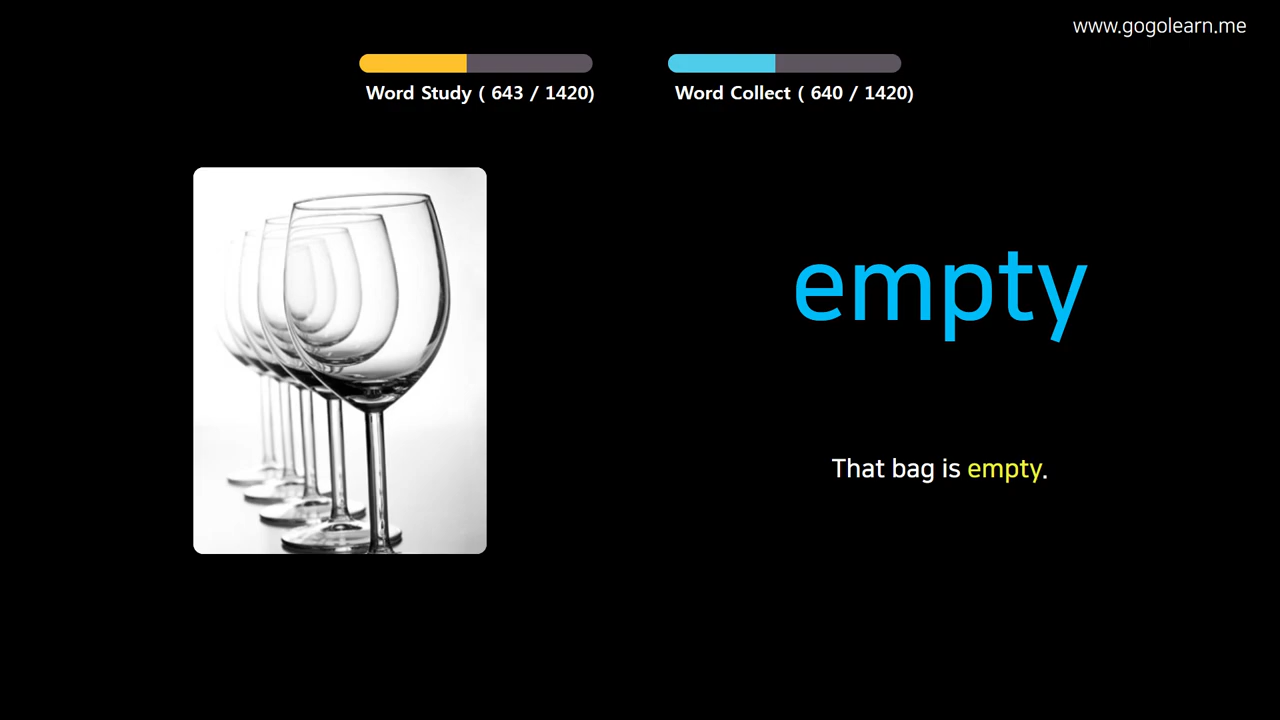 www.gogolearn.me
Word Study ( 643 / 1420)
Word Collect ( 640 / 1420)
empty
That bag is empty.